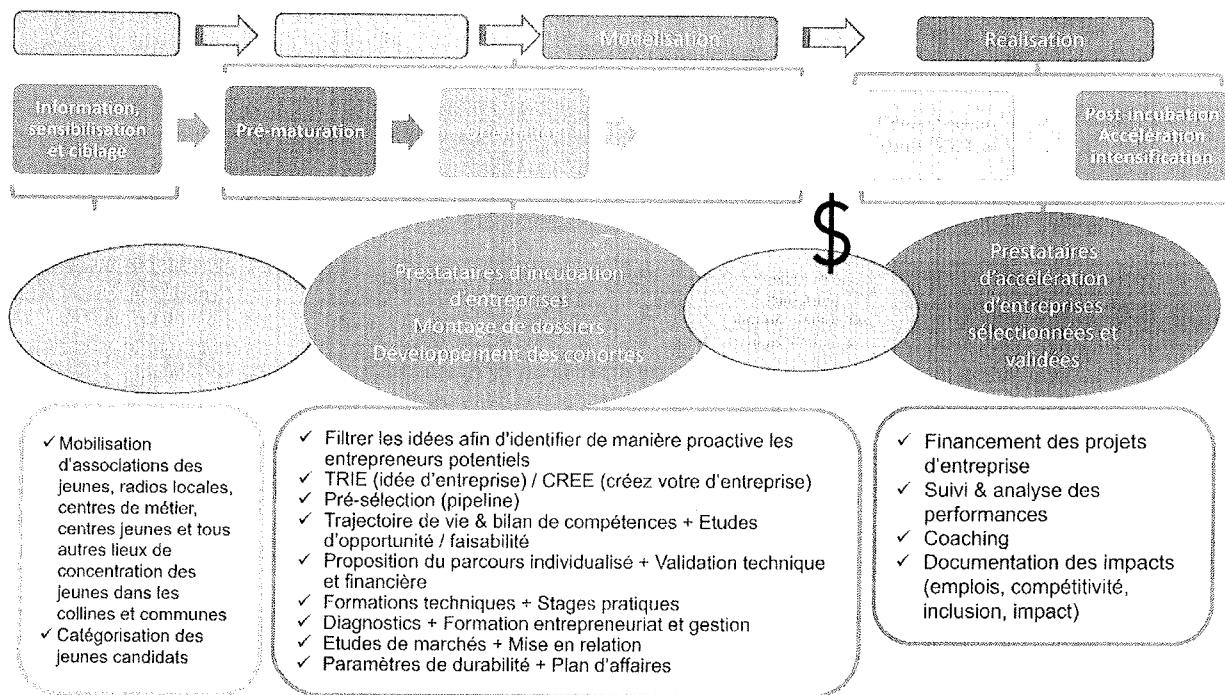 Modélisation
Réalisation
Information,
sensibilisation
et ciblage
Pré-maturation
Post-incubation
Accélération
intensification
$
Prestataires d'incubation
d'entreprises
Montage de dossiers
Développement des cohortes
Prestataires
d'accélération
d'entreprises
sélectionnées et
validées
✓ Mobilisation
d'associations des
jeunes, radios locales,
centres de métier,
centres jeunes et tous
autres lieux de
concentration des
jeunes dans les
collines et communes
✓ Catégorisation des
jeunes candidats
✓ Filtrer les idées afin d'identifier de manière proactive les
entrepreneurs potentiels
✓ TRIE (idée d'entreprise) / CREE (créez votre d'entreprise)
✓ Pré-sélection (pipeline)
✓ Trajectoire de vie & bilan de compétences + Etudes
d'opportunité / faisabilité
✓ Proposition du parcours individualisé + Validation technique
et financière
✓ Formations techniques + Stages pratiques
✓ Diagnostics + Formation entrepreneuriat et gestion
✓ Etudes de marchés + Mise en relation
✓ Paramètres de durabilité + Plan d'affaires
✓ Financement des projets
d'entreprise
✓ Suivi & analyse des
performances
✓ Coaching
✓ Documentation des impacts
(emplois, compétitivité,
inclusion, impact)